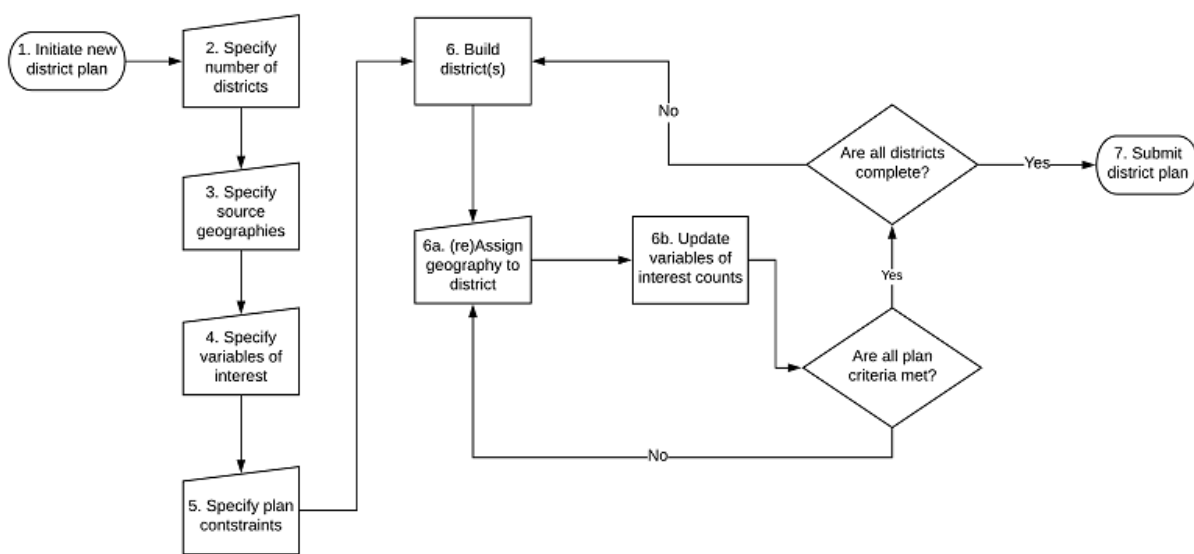 1. Initiate new
district plan
2. Specify
number of
districts
3. Specify
source
geographies
4. Specify
variables of
interest
5. Specify plan
contstraints
6. Build
district(s)
6a. (re)Assign
geography to
district
6b. Update
variables of
interest counts
Are all plan
criteria met?
No
Yes
Are all districts
complete?
No
Yes
7. Submit
district plan